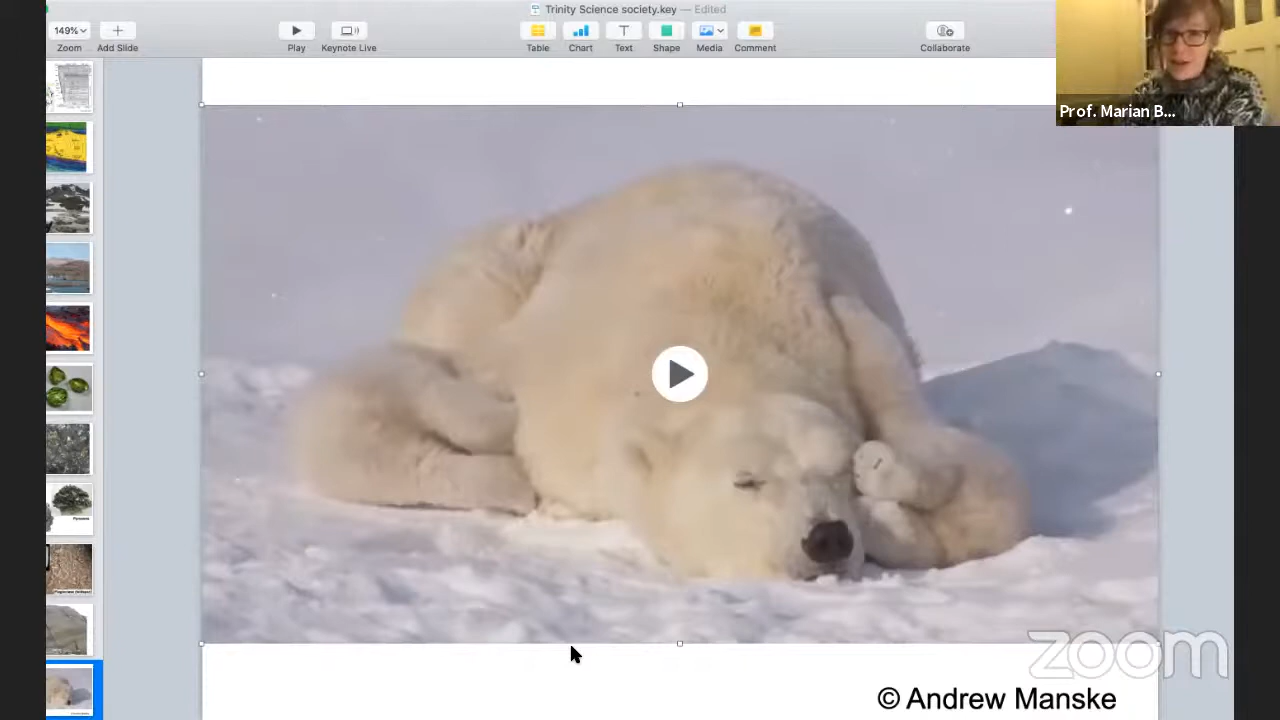 Trinity Science society.key — Edited
149%
Zoom
Add Slide
Play
Keynote Live
Table
Chart
Text
Shape
Media
Comment
Collaborate
Prof. Marian B...
zoom
© Andrew Manske